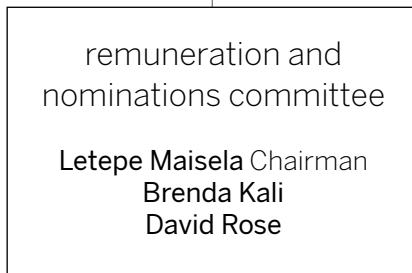 remuneration and
nominations committee
Letepe Maisela Chairman
Brenda Kali
David Rose